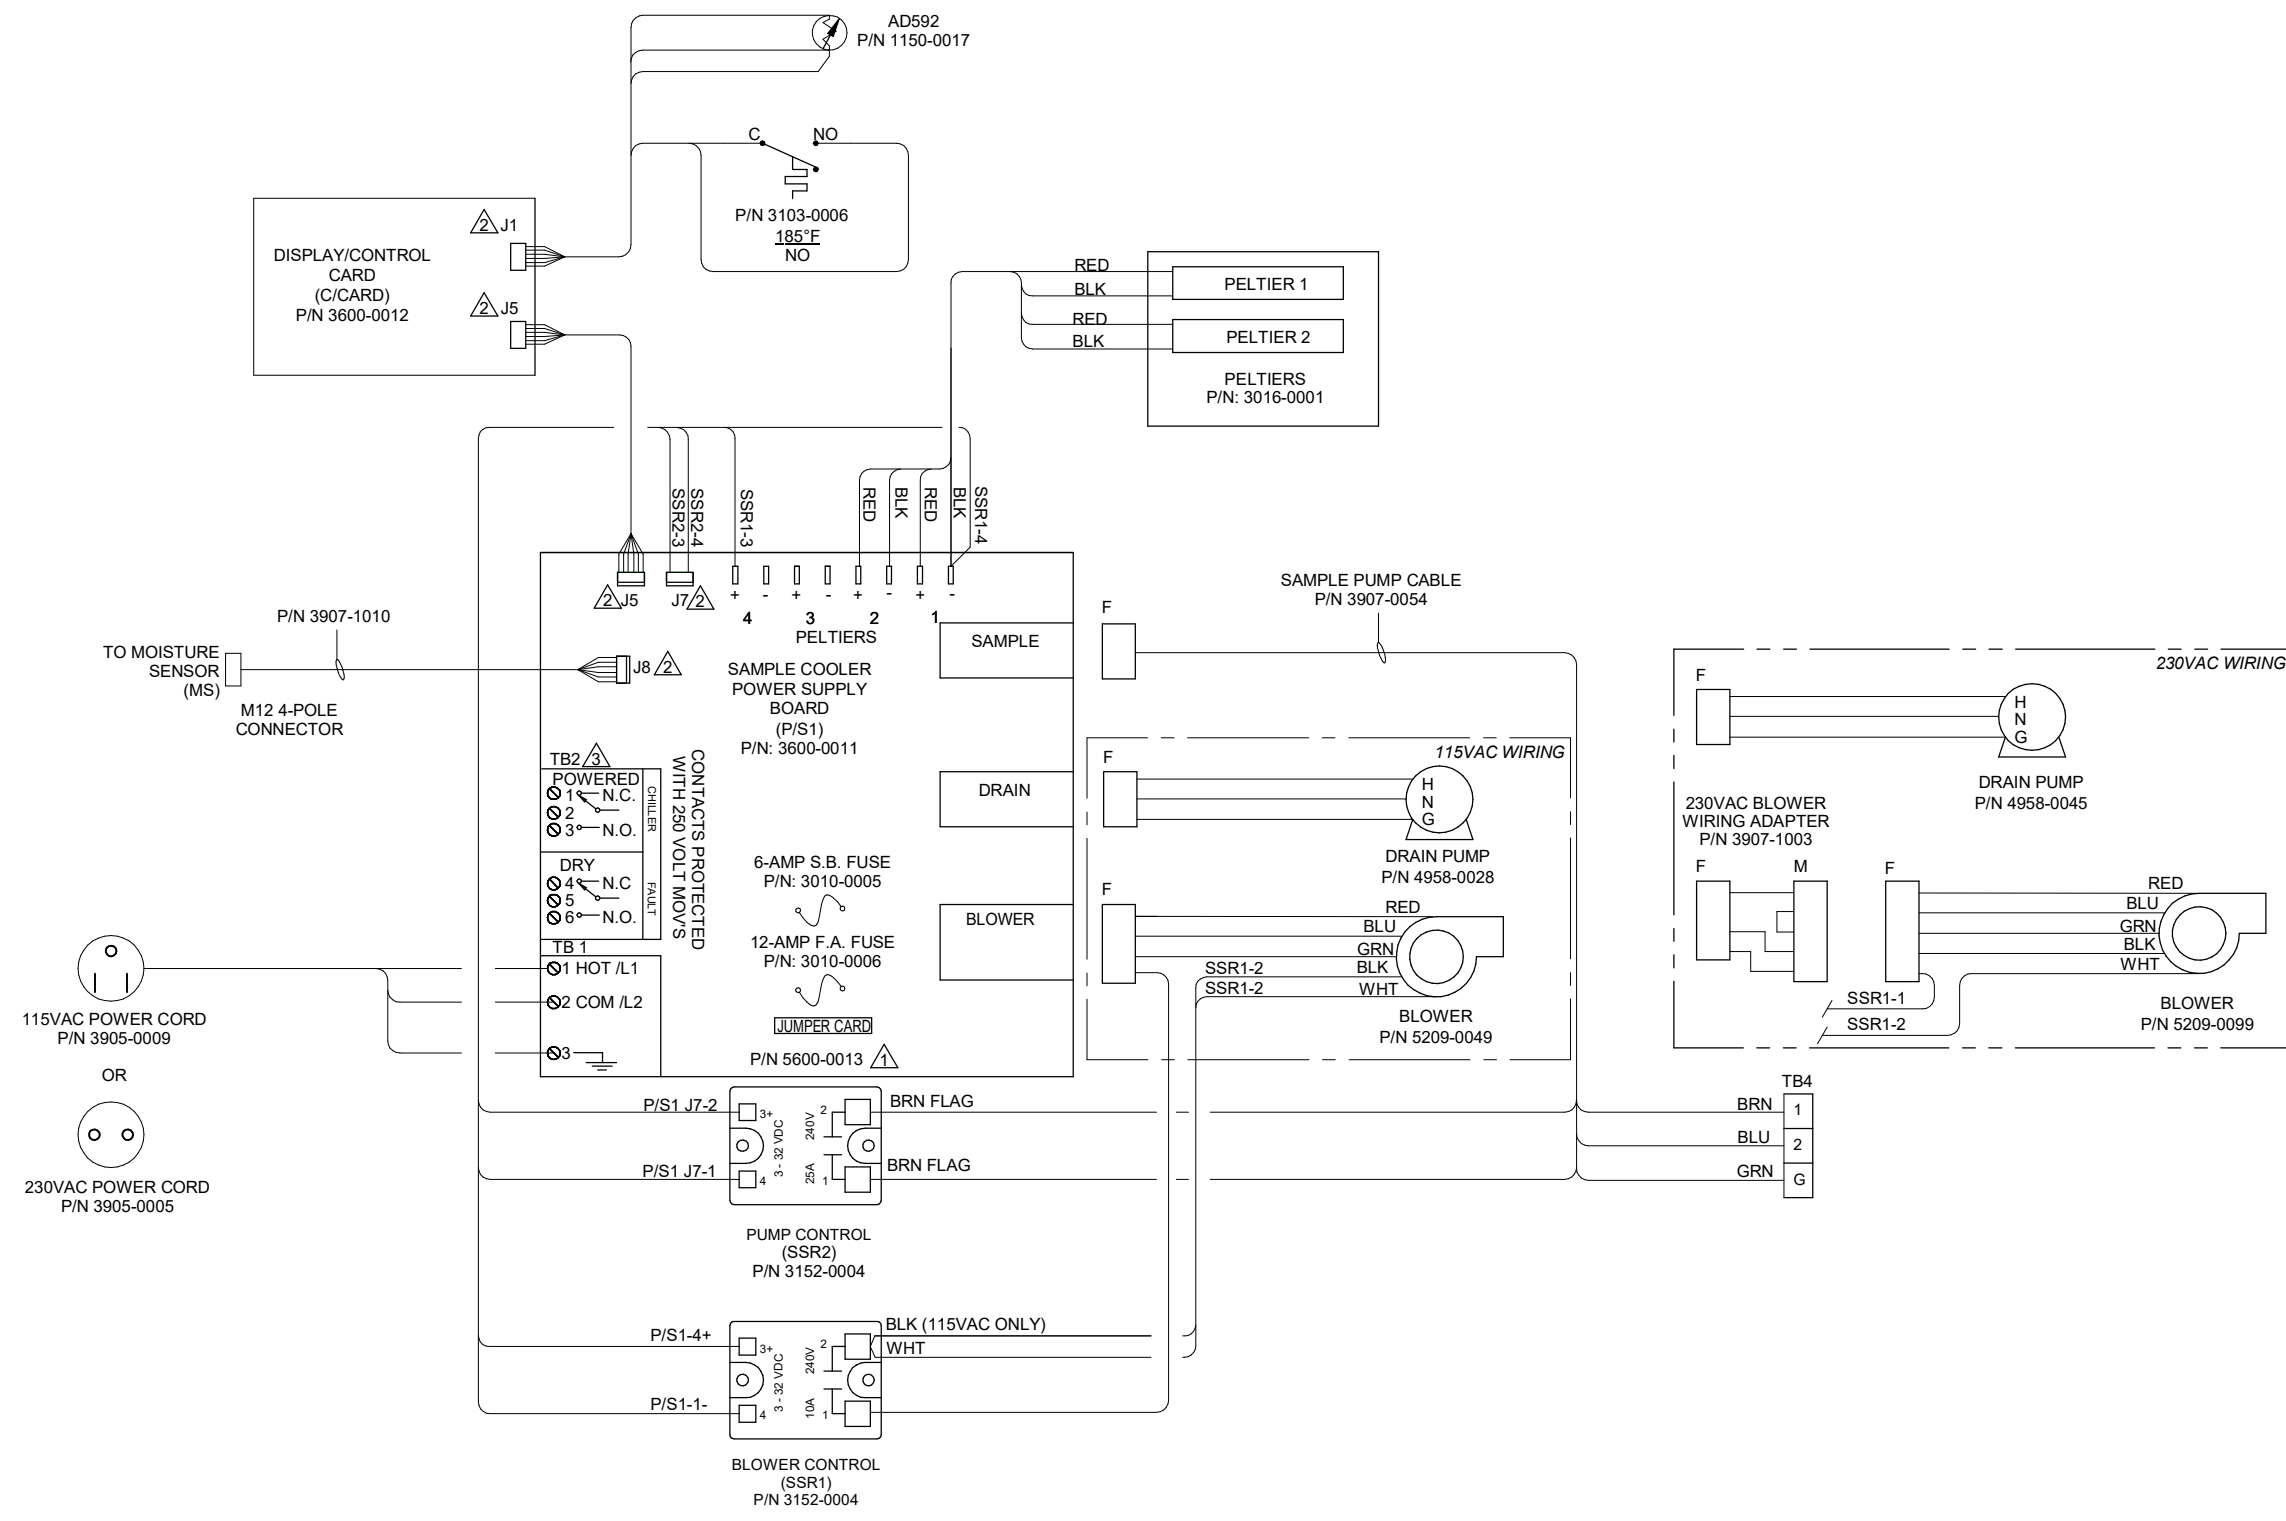 AD592
P/N 1150-0017
C
NO
P/N 3103-0006
185°F
NO
2
J1
DISPLAY/CONTROL
CARD
(C/CARD)
P/N 3600-0012
2
J5
RED
BLK
RED
BLK
PELTIER 1
PELTIER 2
PELTIERS
P/N: 3016-0001
SSR2-3
SSR2-4
SSR1-3
RED
BLK
RED
BLK
SSR1-4
2
J5
J7
2
+
-
+
-
+
-
+
-
4
3
2
1
PELTIERS
SAMPLE COOLER
POWER SUPPLY
BOARD
(P/S1)
P/N: 3600-0011
P/N 3907-1010
TO MOISTURE
SENSOR
(MS)
M12 4-POLE
CONNECTOR
J8
2
SAMPLE
DRAIN
BLOWER
TB2
3
POWERED
1
N.C.
2
3
N.O.
CHILLER
DRY
4
N.C
5
6
N.O.
FAULT
CONTACTS PROTECTED
WITH 250 VOLT MOV'S
TB 1
1 HOT /L1
2 COM /L2
3
6-AMP S.B. FUSE
P/N: 3010-0005
12-AMP F.A. FUSE
P/N: 3010-0006
JUMPER CARD
P/N 5600-0013
1
115VAC POWER CORD
P/N 3905-0009
OR
230VAC POWER CORD
P/N 3905-0005
F
SAMPLE PUMP CABLE
P/N 3907-0054
115VAC WIRING
F
H
N
G
DRAIN PUMP
P/N 4958-0028
F
RED
BLU
GRN
SSR1-2
BLK
SSR1-2
WHT
BLOWER
P/N 5209-0049
230VAC WIRING
F
H
N
G
DRAIN PUMP
P/N 4958-0045
230VAC BLOWER
WIRING ADAPTER
P/N 3907-1003
F
M
F
RED
BLU
GRN
BLK
WHT
SSR1-1
SSR1-2
BLOWER
P/N 5209-0099
TB4
BRN
1
BLU
2
GRN
G
P/S1 J7-2
P/S1 J7-1
3+
4
3 - 32 VDC
240V
25A
2
1
BRN FLAG
BRN FLAG
PUMP CONTROL
(SSR2)
P/N 3152-0004
P/S1-4+
P/S1-1-
3+
4
3 - 32 VDC
240V
10A
2
1
BLK (115VAC ONLY)
WHT
BLOWER CONTROL
(SSR1)
P/N 3152-0004